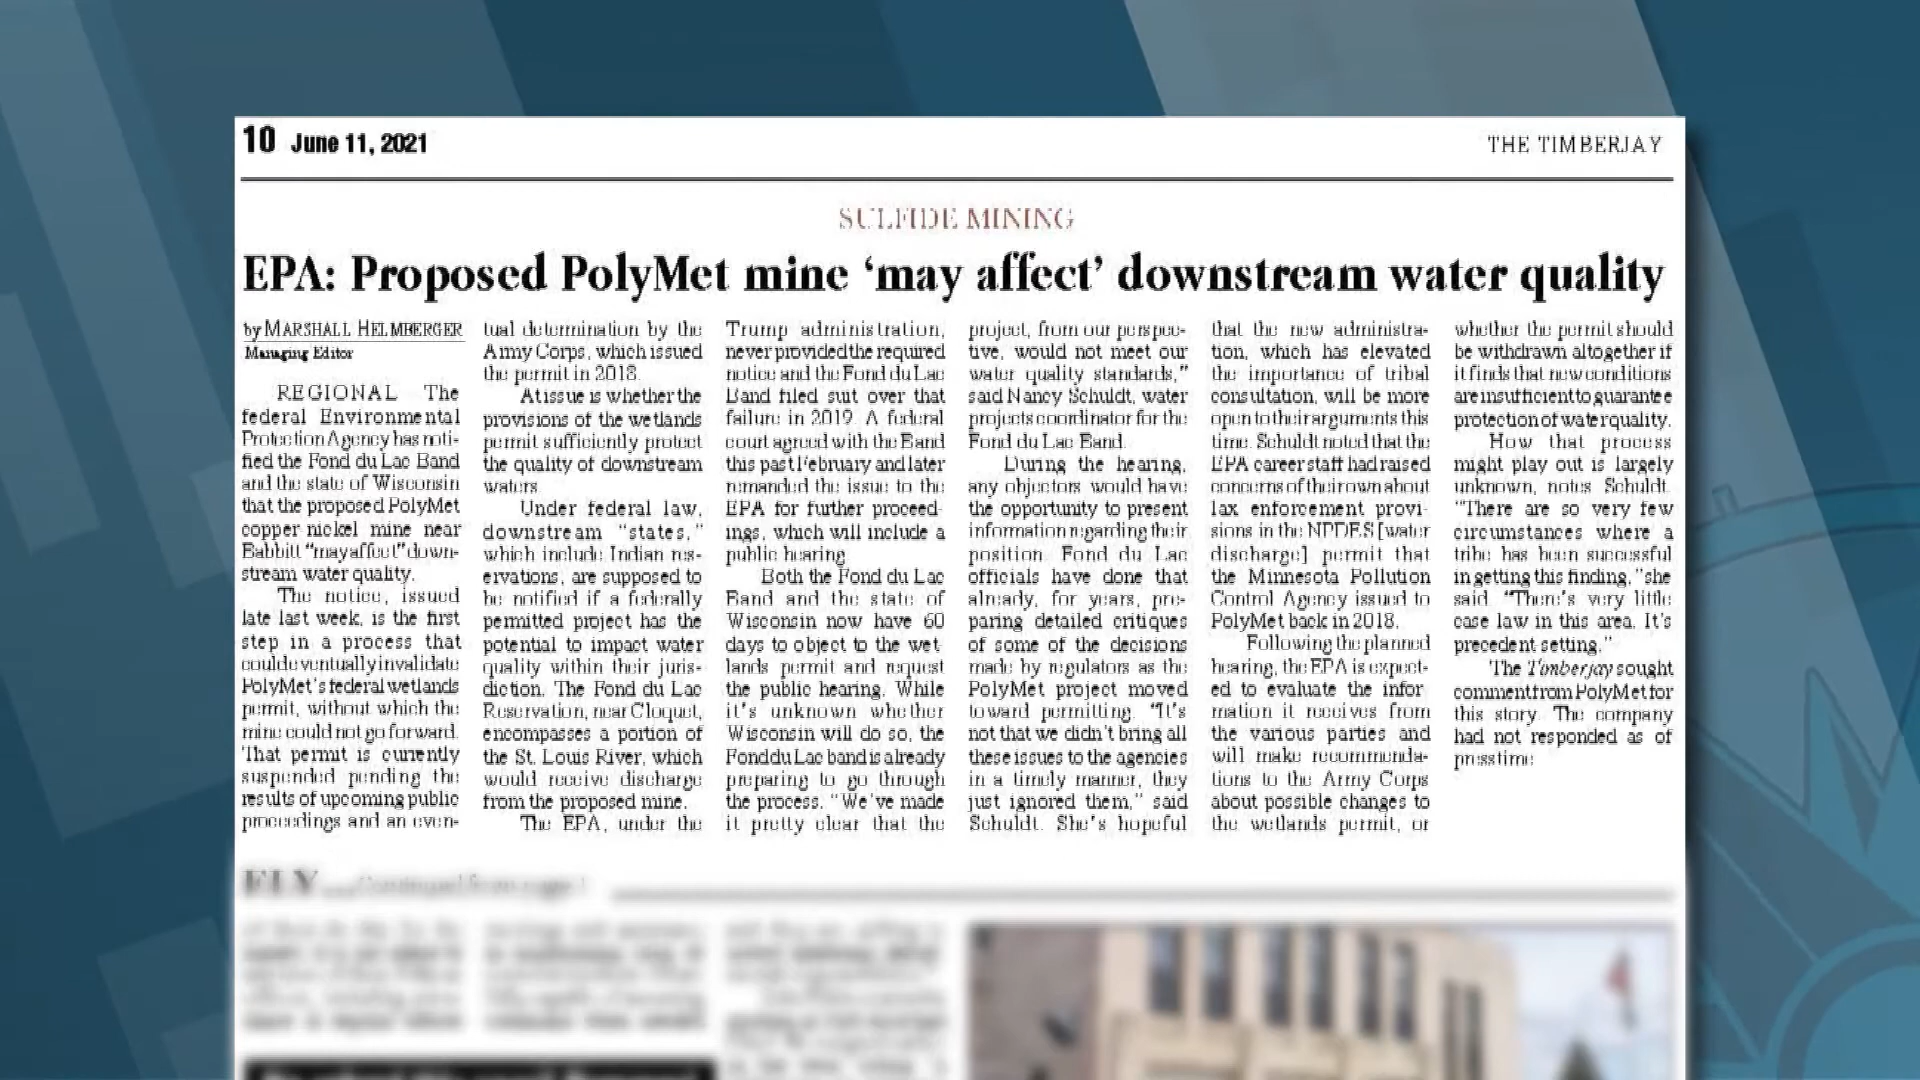 10 June 11, 2021
THE TIMBERJAY
SULFIDE MINING
EPA: Proposed PolyMet mine ‘may affect’ downstream water quality
by MARSHALL HELMBERGER
Managing Editor
REGIONAL The
federal Environmental
Protection Agency has noti-
fied the Fond du Lac Band
and the state of Wisconsin
that the proposed PolyMet
copper nickel mine near
Babbitt “may affect” down-
stream water quality.
The notice, issued
late last week, is the first
step in a process that
could eventually invalidate
PolyMet’s federal wetlands
permit, without which the
mine could not go forward.
That permit is currently
suspended pending the
results of upcoming public
proceedings and an even-
tual determination by the
Army Corps, which issued
the permit in 2018.
At issue is whether the
provisions of the wetlands
permit sufficiently protect
the quality of downstream
waters.
Under federal law,
downstream “states,”
which include Indian res-
ervations, are supposed to
be notified if a federally
permitted project has the
potential to impact water
quality within their juris-
diction. The Fond du Lac
Reservation, near Cloquet,
encompasses a portion of
the St. Louis River, which
would receive discharge
from the proposed mine.
The EPA, under the
Trump administration,
never provided the required
notice and the Fond du Lac
Band filed suit over that
failure in 2019. A federal
court agreed with the Band
this past February and later
remanded the issue to the
EPA for further proceed-
ings, which will include a
public hearing.
Both the Fond du Lac
Band and the state of
Wisconsin now have 60
days to object to the wet-
lands permit and request
the public hearing. While
it’s unknown whether
Wisconsin will do so, the
Fond du Lac band is already
preparing to go through
the process. “We’ve made
it pretty clear that the
project, from our perspec-
tive, would not meet our
water quality standards,”
said Nancy Schuldt, water
projects coordinator for the
Fond du Lac Band.
During the hearing,
any objectors would have
the opportunity to present
information regarding their
position. Fond du Lac
officials have done that
already, for years, pre-
paring detailed critiques
of some of the decisions
made by regulators as the
PolyMet project moved
toward permitting. “It’s
not that we didn’t bring all
these issues to the agencies
in a timely manner, they
just ignored them,” said
Schuldt. She’s hopeful
that the new administra-
tion, which has elevated
the importance of tribal
consultation, will be more
open to their arguments this
time. Schuldt noted that the
EPA career staff had raised
concerns of their own about
lax enforcement provi-
sions in the NPDES [water
discharge] permit that
the Minnesota Pollution
Control Agency issued to
PolyMet back in 2018.
Following the planned
hearing, the EPA is expect-
ed to evaluate the infor-
mation it receives from
the various parties and
will make recommenda-
tions to the Army Corps
about possible changes to
the wetlands permit, or
whether the permit should
be withdrawn altogether if
it finds that new conditions
are insufficient to guarantee
protection of water quality.
How that process
might play out is largely
unknown, notes Schuldt.
“There are so very few
circumstances where a
tribe has been successful
in getting this finding,” she
said. “There’s very little
case law in this area. It’s
precedent setting.”
The Timberjay sought
comment from PolyMet for
this story. The company
had not responded as of
presstime.
ELY... Continued from page 1